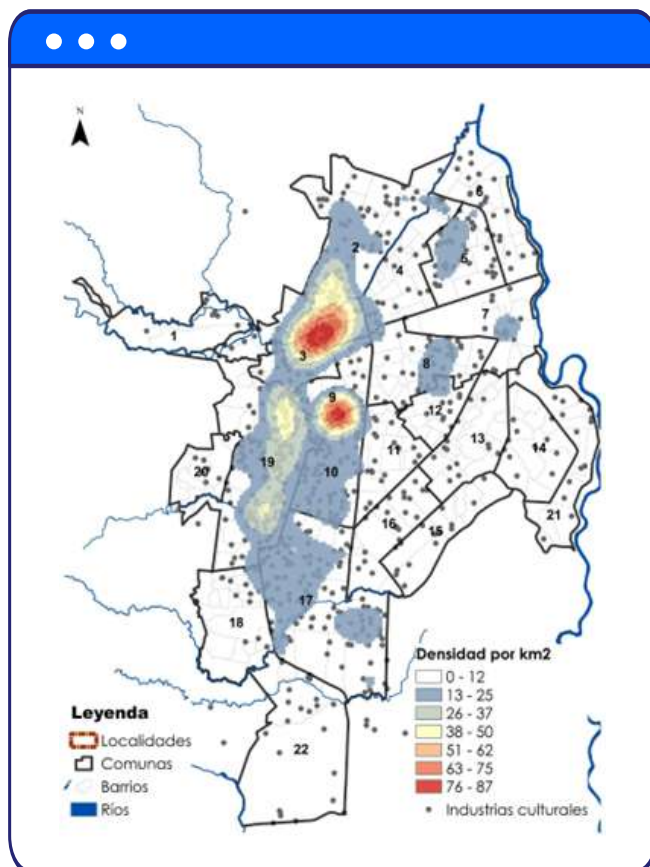 N
6
2
5
4
7
1
3
8
9
12
19
10
11
13
14
20
21
16
15
18
17
22
Densidad por km2
0 - 12
13 - 25
26 - 37
38 - 50
51 - 62
63 - 75
76 - 87
Industrias culturales
Leyenda
Localidades
Comunas
Barrios
Ríos